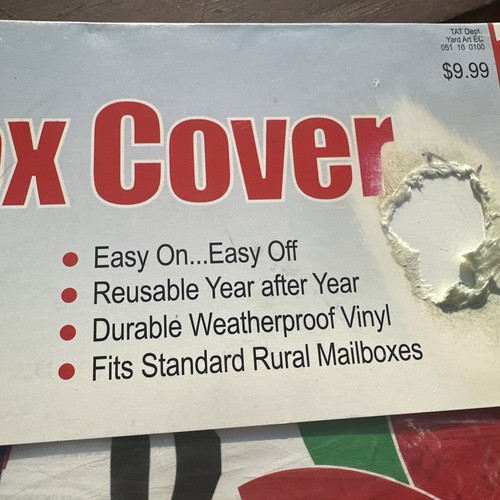 TAT Dept.
Yard Art EC
051 10 0100
$9.99
ox Cover
• Easy On...Easy Off
• Reusable Year after Year
• Durable Weatherproof Vinyl
• Fits Standard Rural Mailboxes